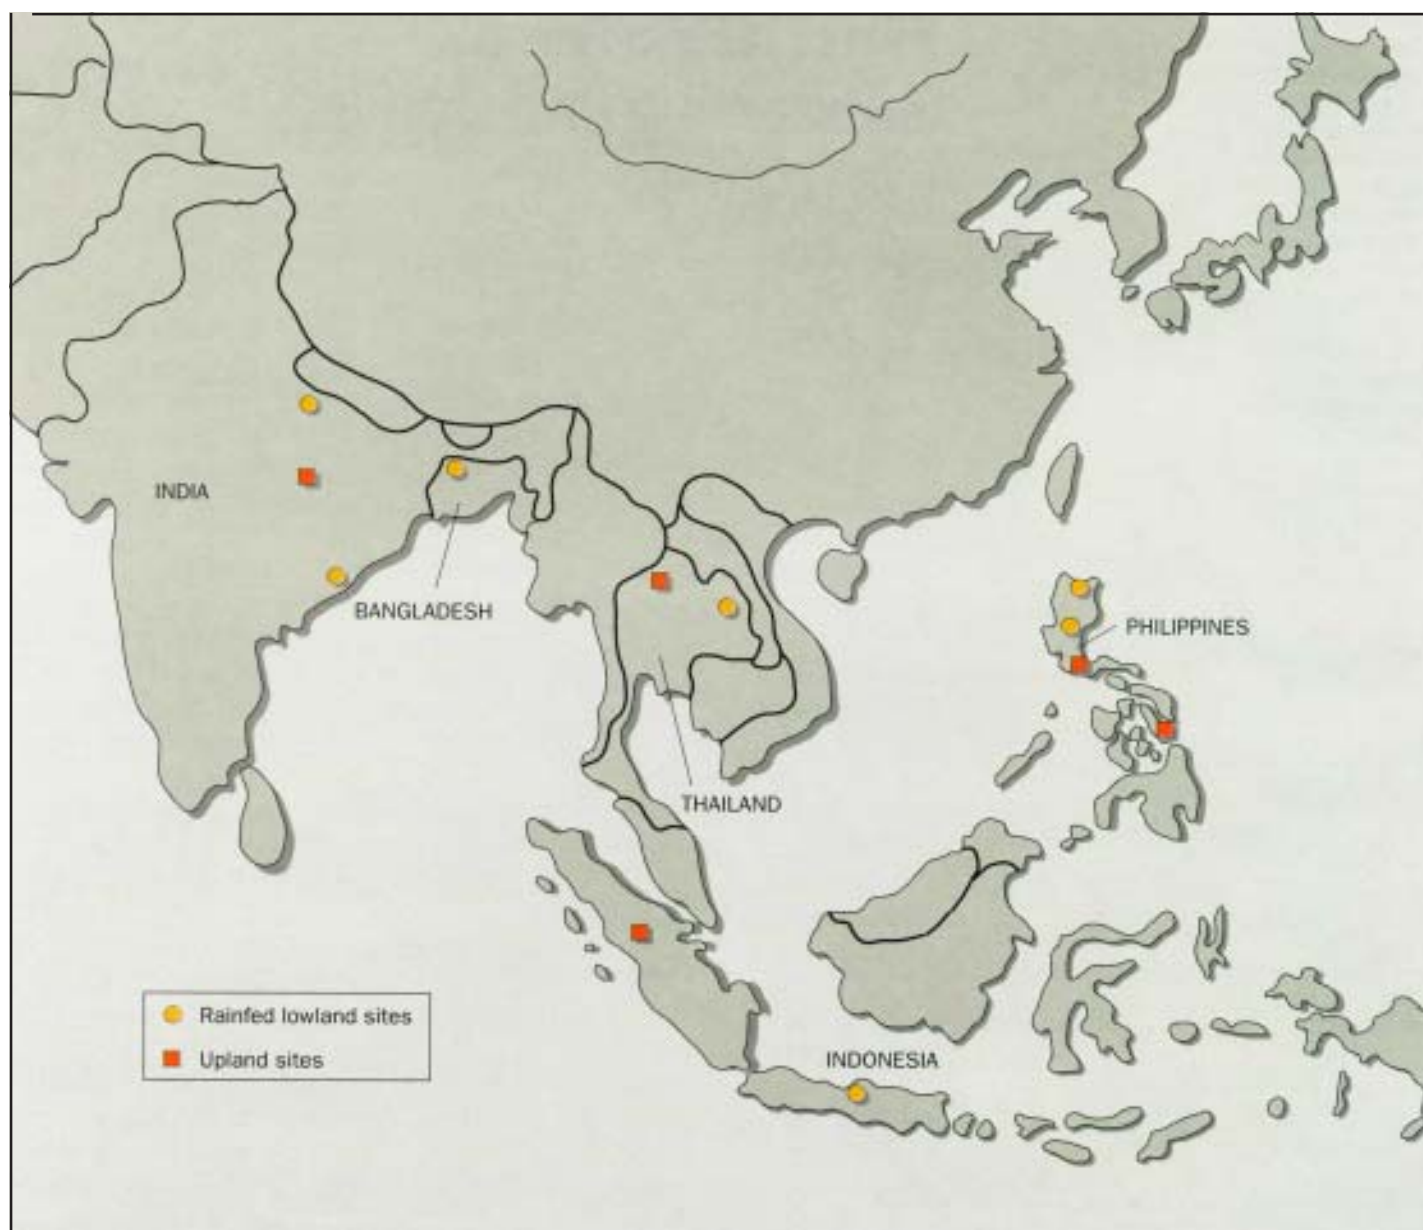 INDIA
BANGLADESH
PHILIPPINES
THAILAND
Rainfed lowland sites
INDONESIA
Upland sites